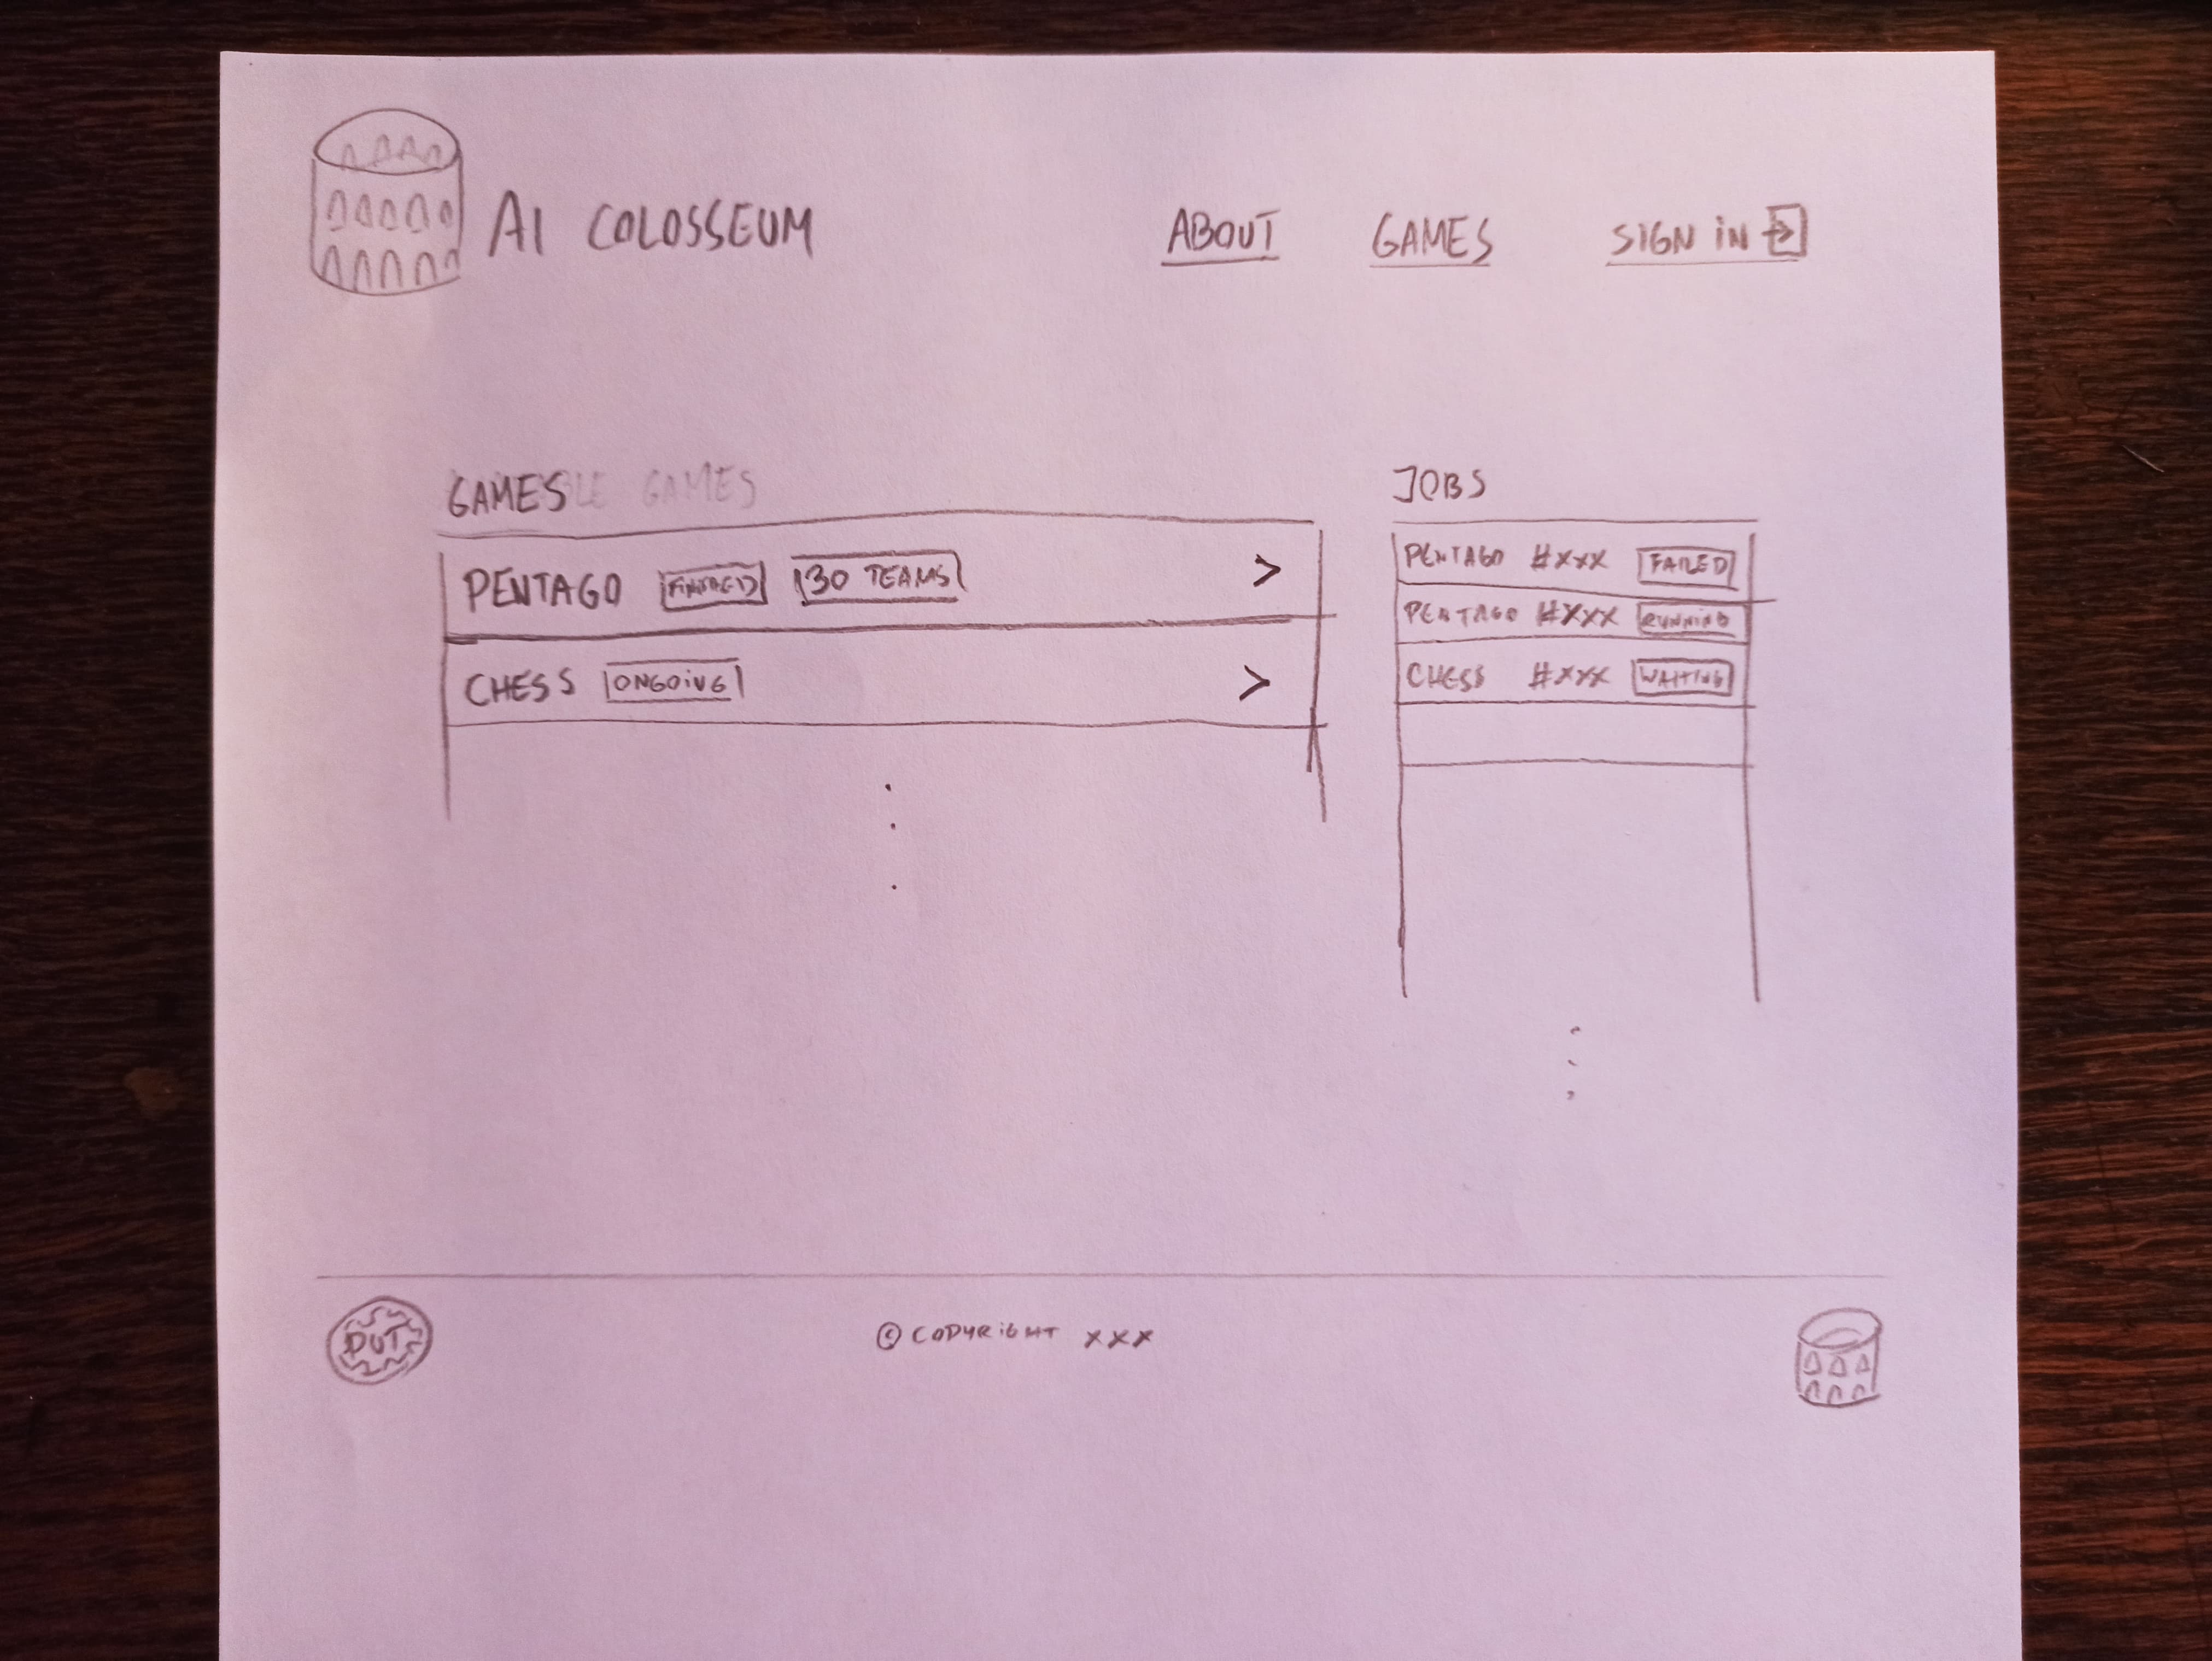 AI COLOSSEUM
ABOUT GAMES SIGN IN
GAMES GAMES
PENTAGO 130 TEAMS >
CHESS ONGOING >
JOBS
PENTAGO #XXX FAILED
PENTAGO #XXX RUNNING
CHESS #XXX WAITING
DUT
© COPYRIGHT XXX